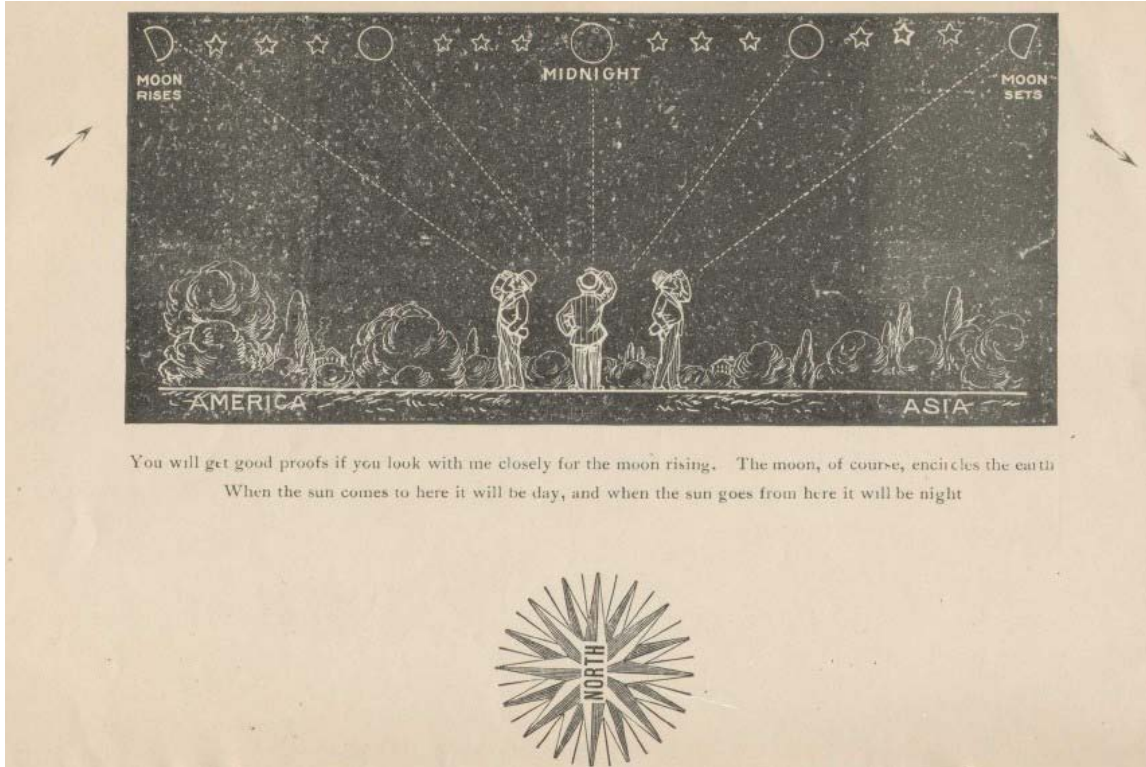 MOON
RISES
MIDNIGHT
MOON
SETS
AMERICA
ASIA
You will get good proofs if you look with me closely for the moon rising. The moon, of course, encircles the earth
When the sun comes to here it will be day, and when the sun goes from here it will be night
NORTH